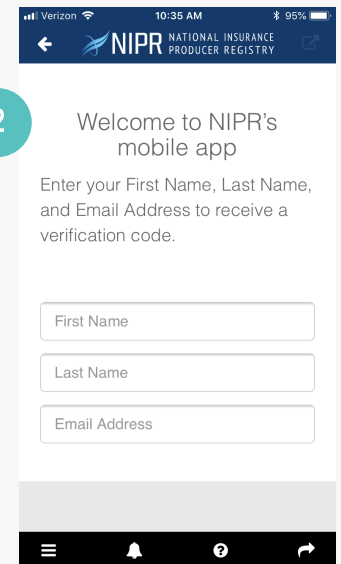 Verizon 10:35 AM 95%
NIPR NATIONAL INSURANCE
PRODUCER REGISTRY
2
Welcome to NIPR's
mobile app
Enter your First Name, Last Name,
and Email Address to receive a
verification code.
First Name
Last Name
Email Address